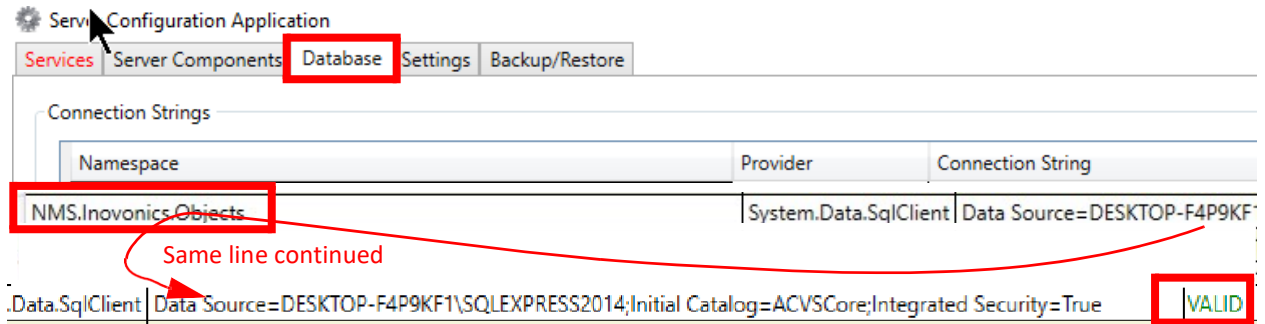 Server Configuration Application
Services Server Components Database Settings Backup/Restore
Connection Strings
Namespace Provider Connection String
NMS.Inovonics.Objects System.Data.SqlClient Data Source=DESKTOP-F4P9KF1
Same line continued
.Data.SqlClient Data Source=DESKTOP-F4P9KF1\SQLEXPRESS2014;Initial Catalog=ACVSCore;Integrated Security=True VALID